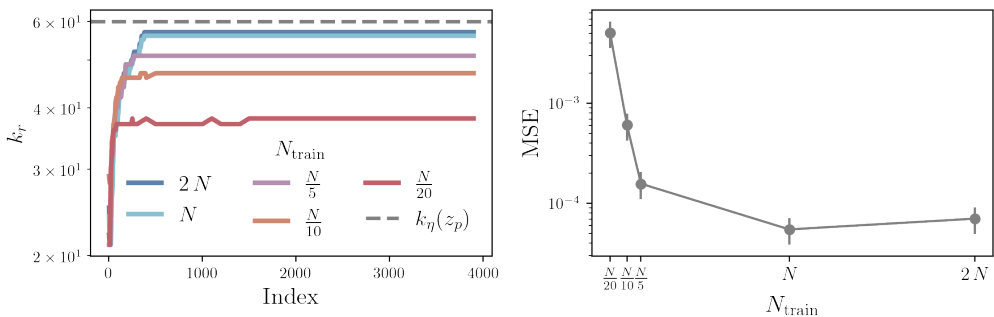 6 × 10¹
4 × 10¹
3 × 10¹
2 × 10¹
k_r
N_train
2 N
N
N/5
N/10
N/20
k_η(z_p)
0 1000 2000 3000 4000
Index
10⁻³
10⁻⁴
MSE
N/20 N/10 N/5 N 2 N
N_train